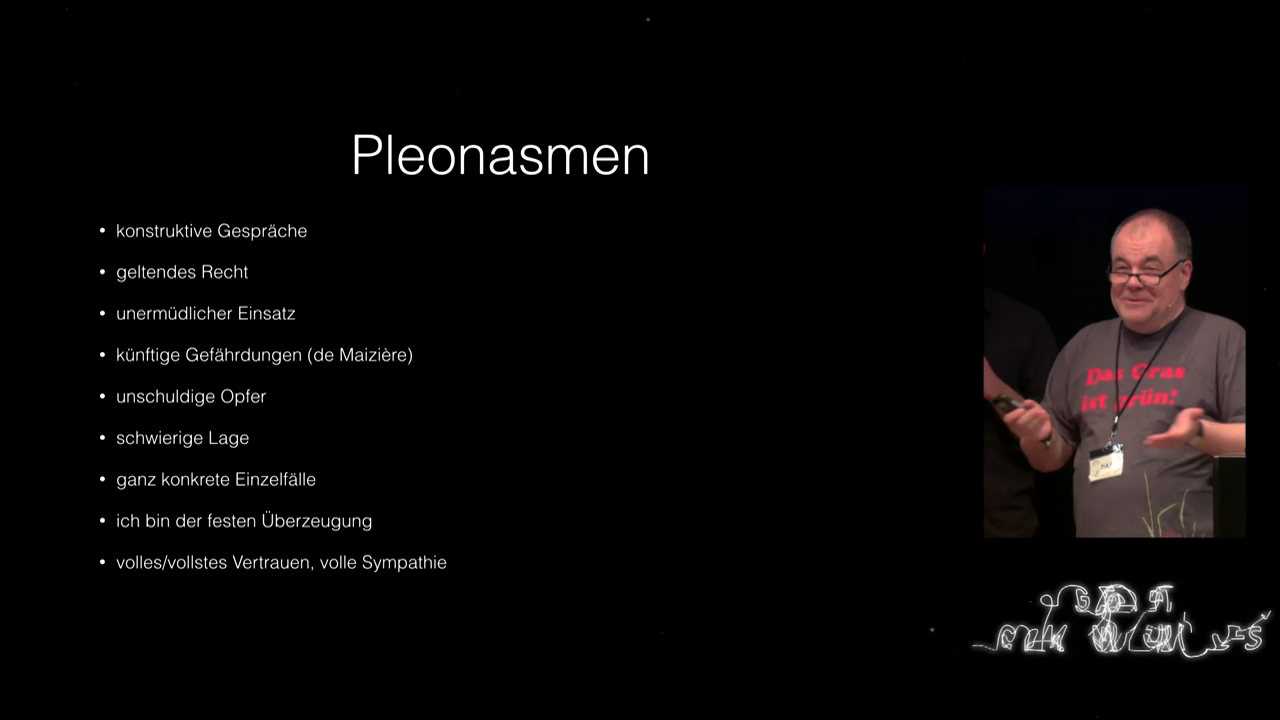 Pleonasmen
• konstruktive Gespräche
• geltendes Recht
• unermüdlicher Einsatz
• künftige Gefährdungen (de Maizière)
• unschuldige Opfer
• schwierige Lage
• ganz konkrete Einzelfälle
• ich bin der festen Überzeugung
• volles/vollstes Vertrauen, volle Sympathie
Das Gras
ist grün!